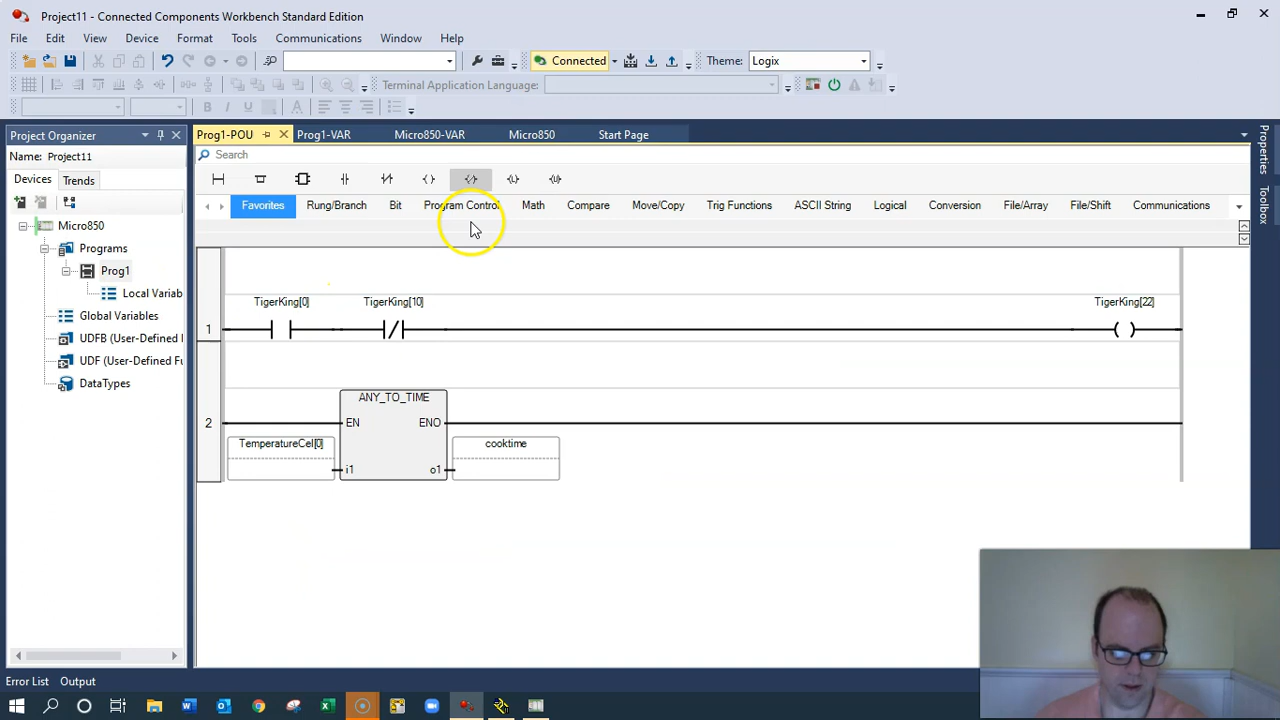 Project11 - Connected Components Workbench Standard Edition
File Edit View Device Format Tools Communications Window Help
Connected Theme: Logix
Terminal Application Language:
Project Organizer Prog1-POU Prog1-VAR Micro850-VAR Micro850 Start Page
Name: Project11 Search
Devices Trends
Favorites Rung/Branch Bit Program Control Math Compare Move/Copy Trig Functions ASCII String Logical Conversion File/Array File/Shift Communications
Properties
Toolbox
Micro850
Programs
Prog1
Local Variab
Global Variables
UDFB (User-Defined F
UDF (User-Defined Fu
DataTypes
TigerKing[0] TigerKing[10] TigerKing[22]
1
ANY_TO_TIME
2 EN ENO
TemperatureCel[0] cooktime
i1 o1
Error List Output